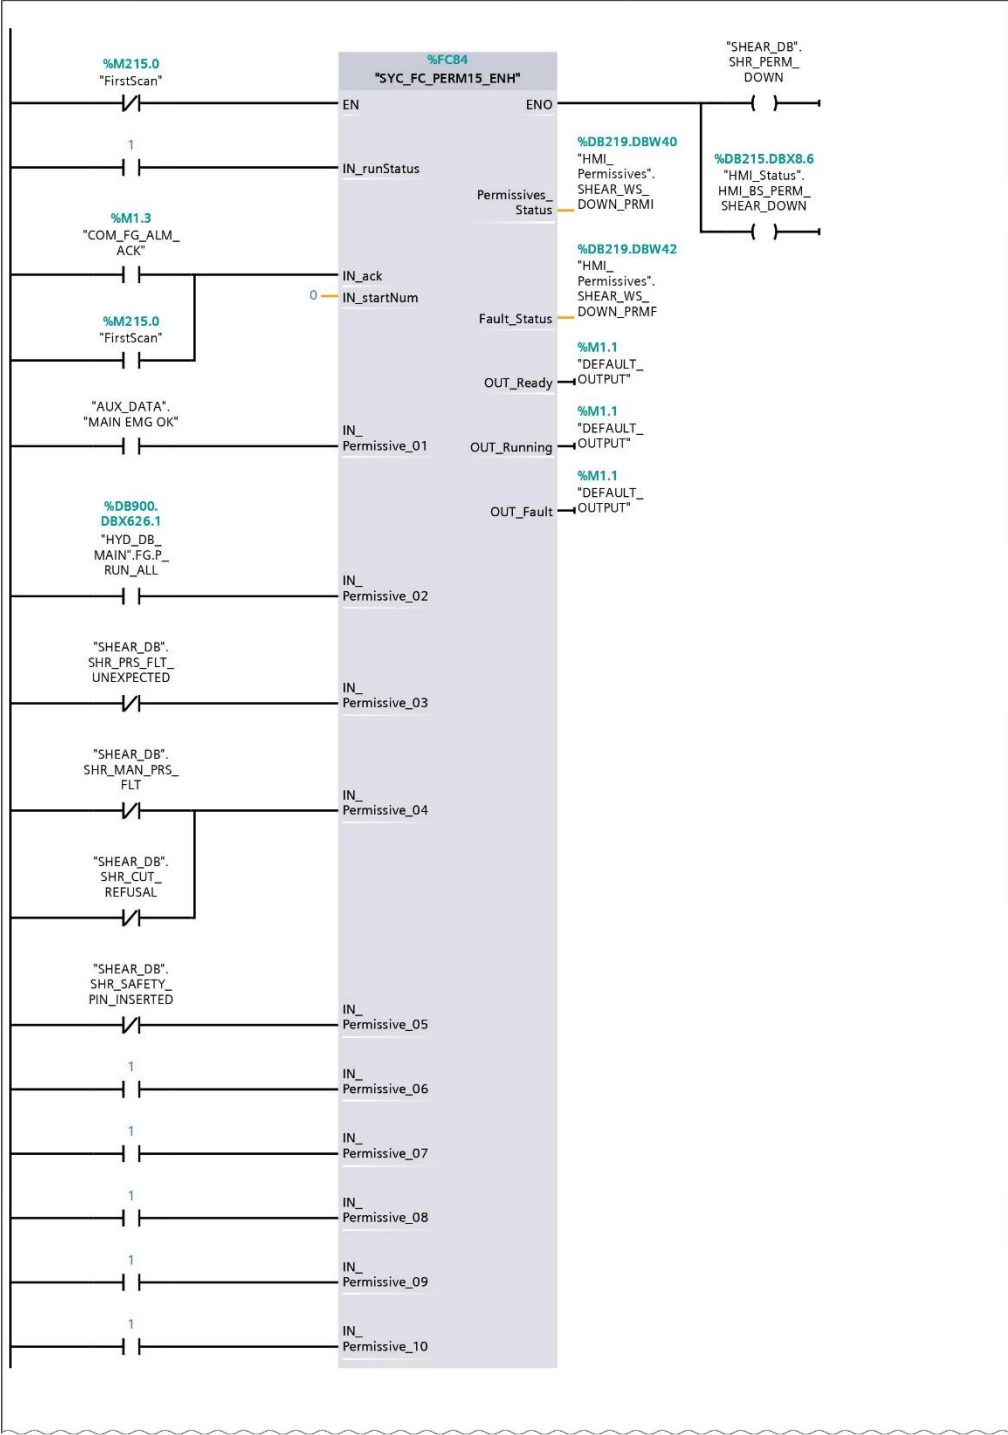 %M215.0
"FirstScan"
1
%M1.3
"COM_FG_ALM_
ACK"
%M215.0
"FirstScan"
"AUX_DATA".
"MAIN EMG OK"
%DB900.
DBX626.1
"HYD_DB_
MAIN".FG.P_
RUN_ALL
"SHEAR_DB".
SHR_PRS_FLT_
UNEXPECTED
"SHEAR_DB".
SHR_MAN_PRS_
FLT
"SHEAR_DB".
SHR_CUT_
REFUSAL
"SHEAR_DB".
SHR_SAFETY_
PIN_INSERTED
1
1
1
1
1
%FC84
"SYC_FC_PERM15_ENH"
EN
IN_runStatus
IN_ack
0
IN_startNum
IN_
Permissive_01
IN_
Permissive_02
IN_
Permissive_03
IN_
Permissive_04
IN_
Permissive_05
IN_
Permissive_06
IN_
Permissive_07
IN_
Permissive_08
IN_
Permissive_09
IN_
Permissive_10
ENO
Permissives_
Status
Fault_Status
OUT_Ready
OUT_Running
OUT_Fault
%DB219.DBW40
"HMI_
Permissives".
SHEAR_WS_
DOWN_PRMI
%DB219.DBW42
"HMI_
Permissives".
SHEAR_WS_
DOWN_PRMF
%M1.1
"DEFAULT_
OUTPUT"
%M1.1
"DEFAULT_
OUTPUT"
%M1.1
"DEFAULT_
OUTPUT"
"SHEAR_DB".
SHR_PERM_
DOWN
%DB215.DBX8.6
"HMI_Status".
HMI_BS_PERM_
SHEAR_DOWN